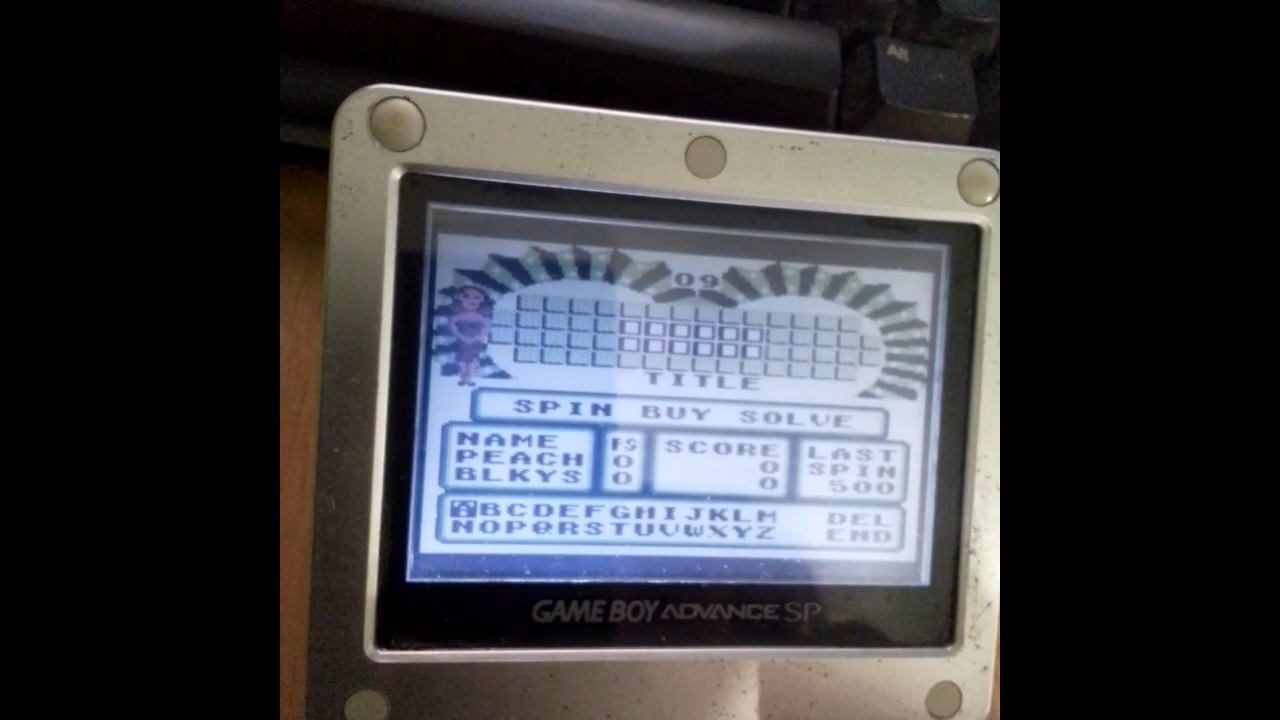 Alt
09
TITLE
SPIN BUY SOLVE
NAME FS SCORE LAST
PEACH 0 0 SPIN
BLKYS 0 0 500
ABCDEFGHIJKLM DEL
NOPQRSTUVWXYZ END
GAME BOY ADVANCE SP